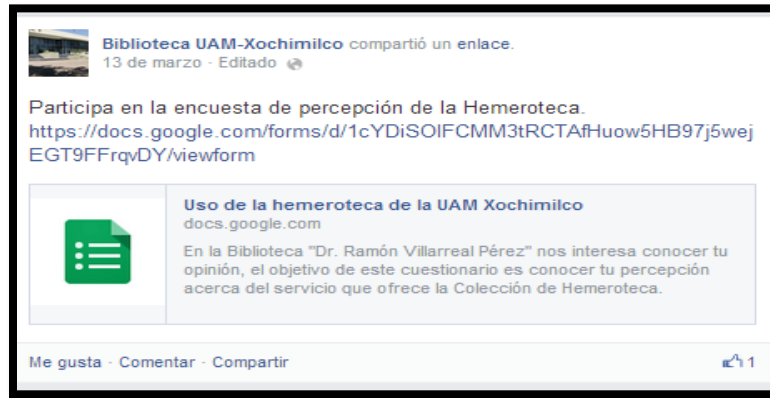 Biblioteca UAM-Xochimilco compartió un enlace.
13 de marzo · Editado
Participa en la encuesta de percepción de la Hemeroteca.
https://docs.google.com/forms/d/1cYDiSOlFCMM3tRCTAfHuow5HB97j5wej
EGT9FFrqvDY/viewform
Uso de la hemeroteca de la UAM Xochimilco
docs.google.com
En la Biblioteca "Dr. Ramón Villarreal Pérez" nos interesa conocer tu
opinión, el objetivo de este cuestionario es conocer tu percepción
acerca del servicio que ofrece la Colección de Hemeroteca.
Me gusta · Comentar · Compartir 1